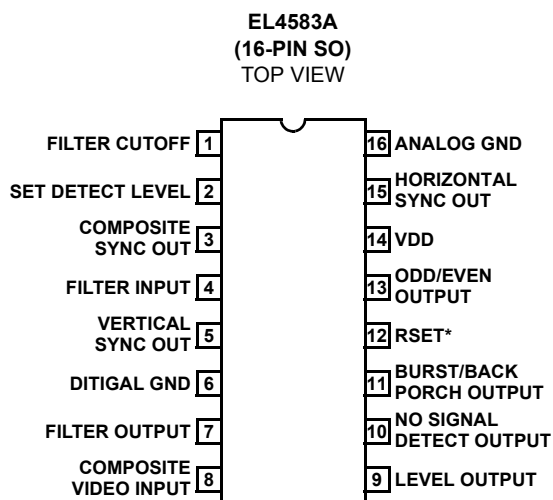 EL4583A
(16-PIN SO)
TOP VIEW
FILTER CUTOFF 1
SET DETECT LEVEL 2
COMPOSITE
SYNC OUT 3
FILTER INPUT 4
VERTICAL
SYNC OUT 5
DITIGAL GND 6
FILTER OUTPUT 7
COMPOSITE
VIDEO INPUT 8
16 ANALOG GND
15 HORIZONTAL
SYNC OUT
14 VDD
13 ODD/EVEN
OUTPUT
12 RSET*
11 BURST/BACK
PORCH OUTPUT
10 NO SIGNAL
DETECT OUTPUT
9 LEVEL OUTPUT